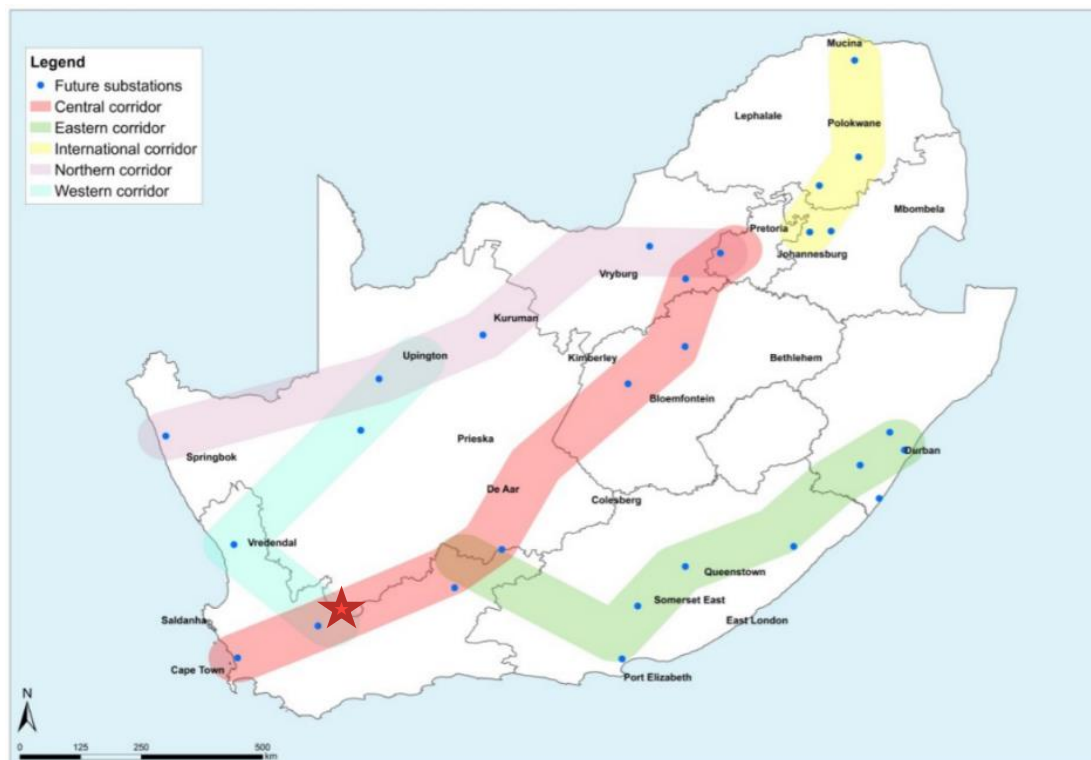 Legend
Future substations
Central corridor
Eastern corridor
International corridor
Northern corridor
Western corridor
Mucina
Lephalale
Polokwane
Mbombela
Pretoria
Johannesburg
Vryburg
Kuruman
Upington
Kimberley
Bethlehem
Bloemfontein
Prieska
Springbok
Durban
De Aar
Colesberg
Vredendal
Queenstown
Somerset East
Saldanha
East London
Cape Town
Port Elizabeth
N
0 125 250 500
km